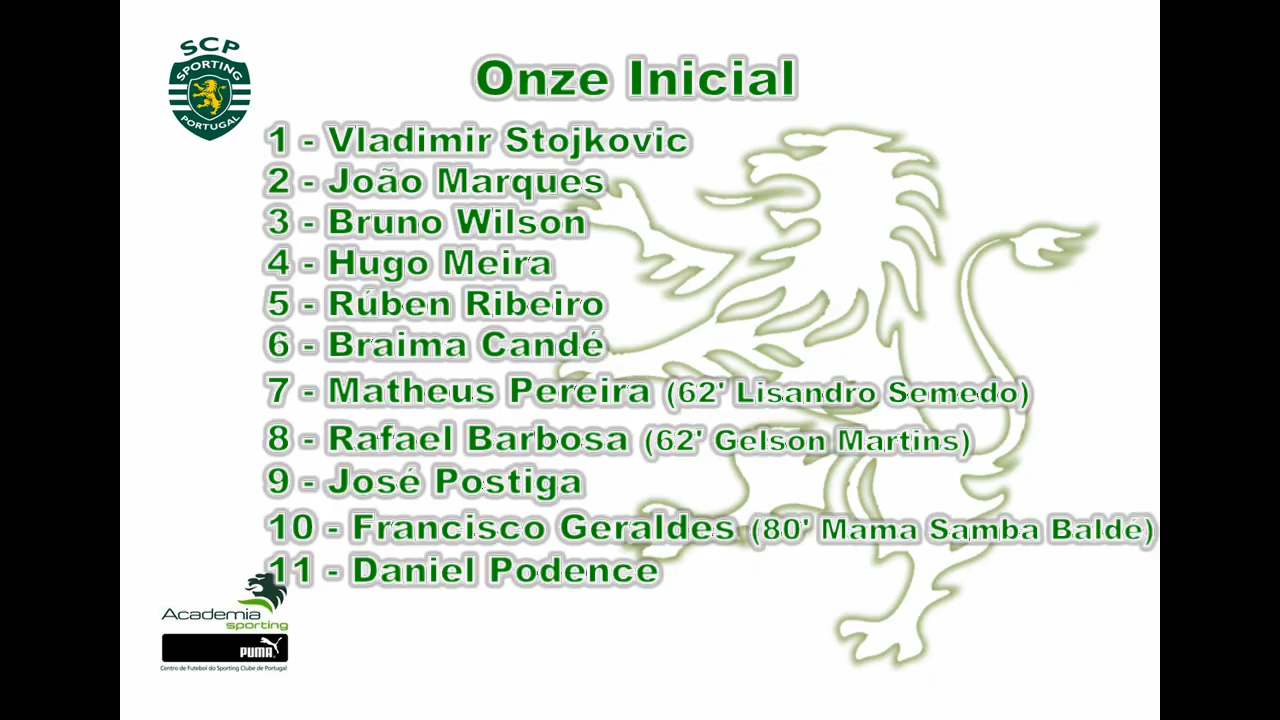 SCP
SPORTING
PORTUGAL
Onze Inicial
1 - Vladimir Stojkovic
2 - João Marques
3 - Bruno Wilson
4 - Hugo Meira
5 - Rúben Ribeiro
6 - Braima Candé
7 - Matheus Pereira (62' Lisandro Semedo)
8 - Rafael Barbosa (62' Gelson Martins)
9 - José Postiga
10 - Francisco Geraldes (80' Mama Samba Baldé)
11 - Daniel Podence
Academia
sporting
PUMA
Centro de Futebol do Sporting Clube de Portugal